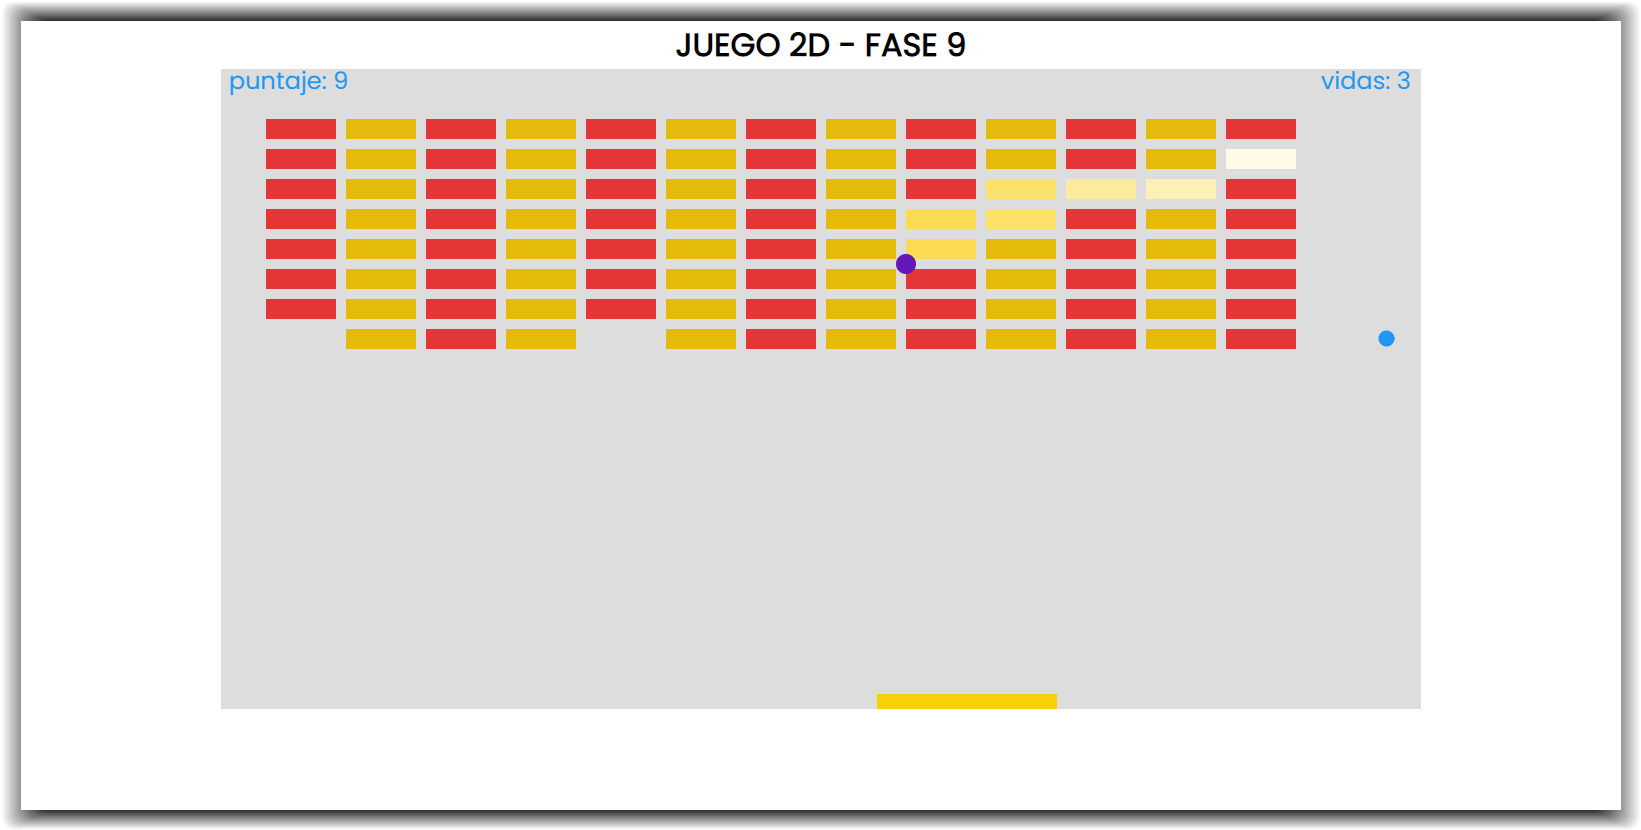 JUEGO 2D - FASE 9
puntaje: 9
vidas: 3